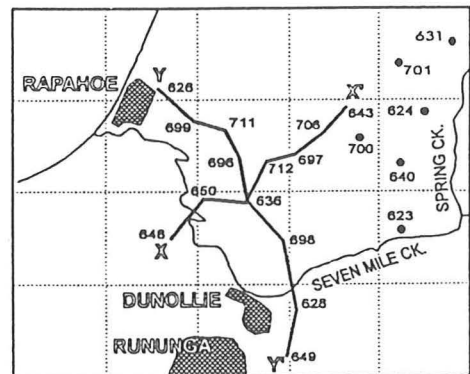 631
RAPAHOE
Y
626
701
X'
643
624
699
711
706
700
696
712
697
640
650
636
SPRING CK.
646
X
698
623
SEVEN MILE CK.
DUNOLLIE
628
RUNUNGA
Y'
649